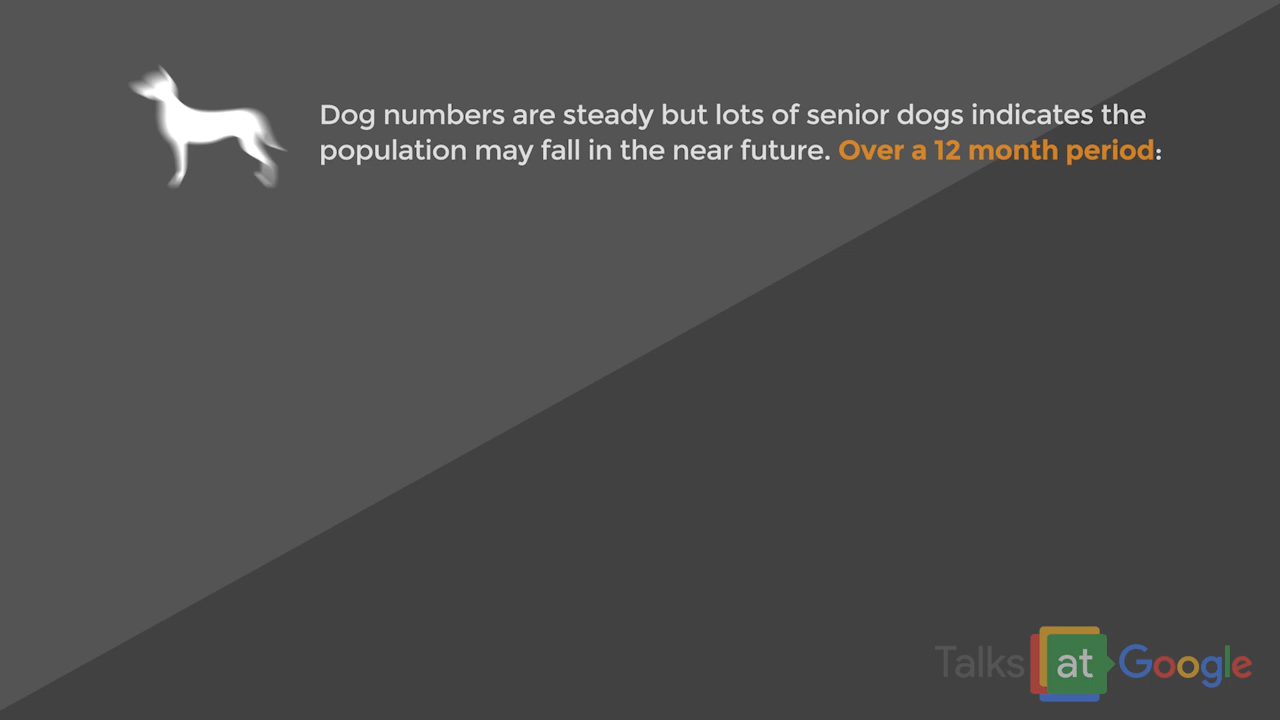 Dog numbers are steady but lots of senior dogs indicates the
population may fall in the near future. Over a 12 month period:
Talks at Google